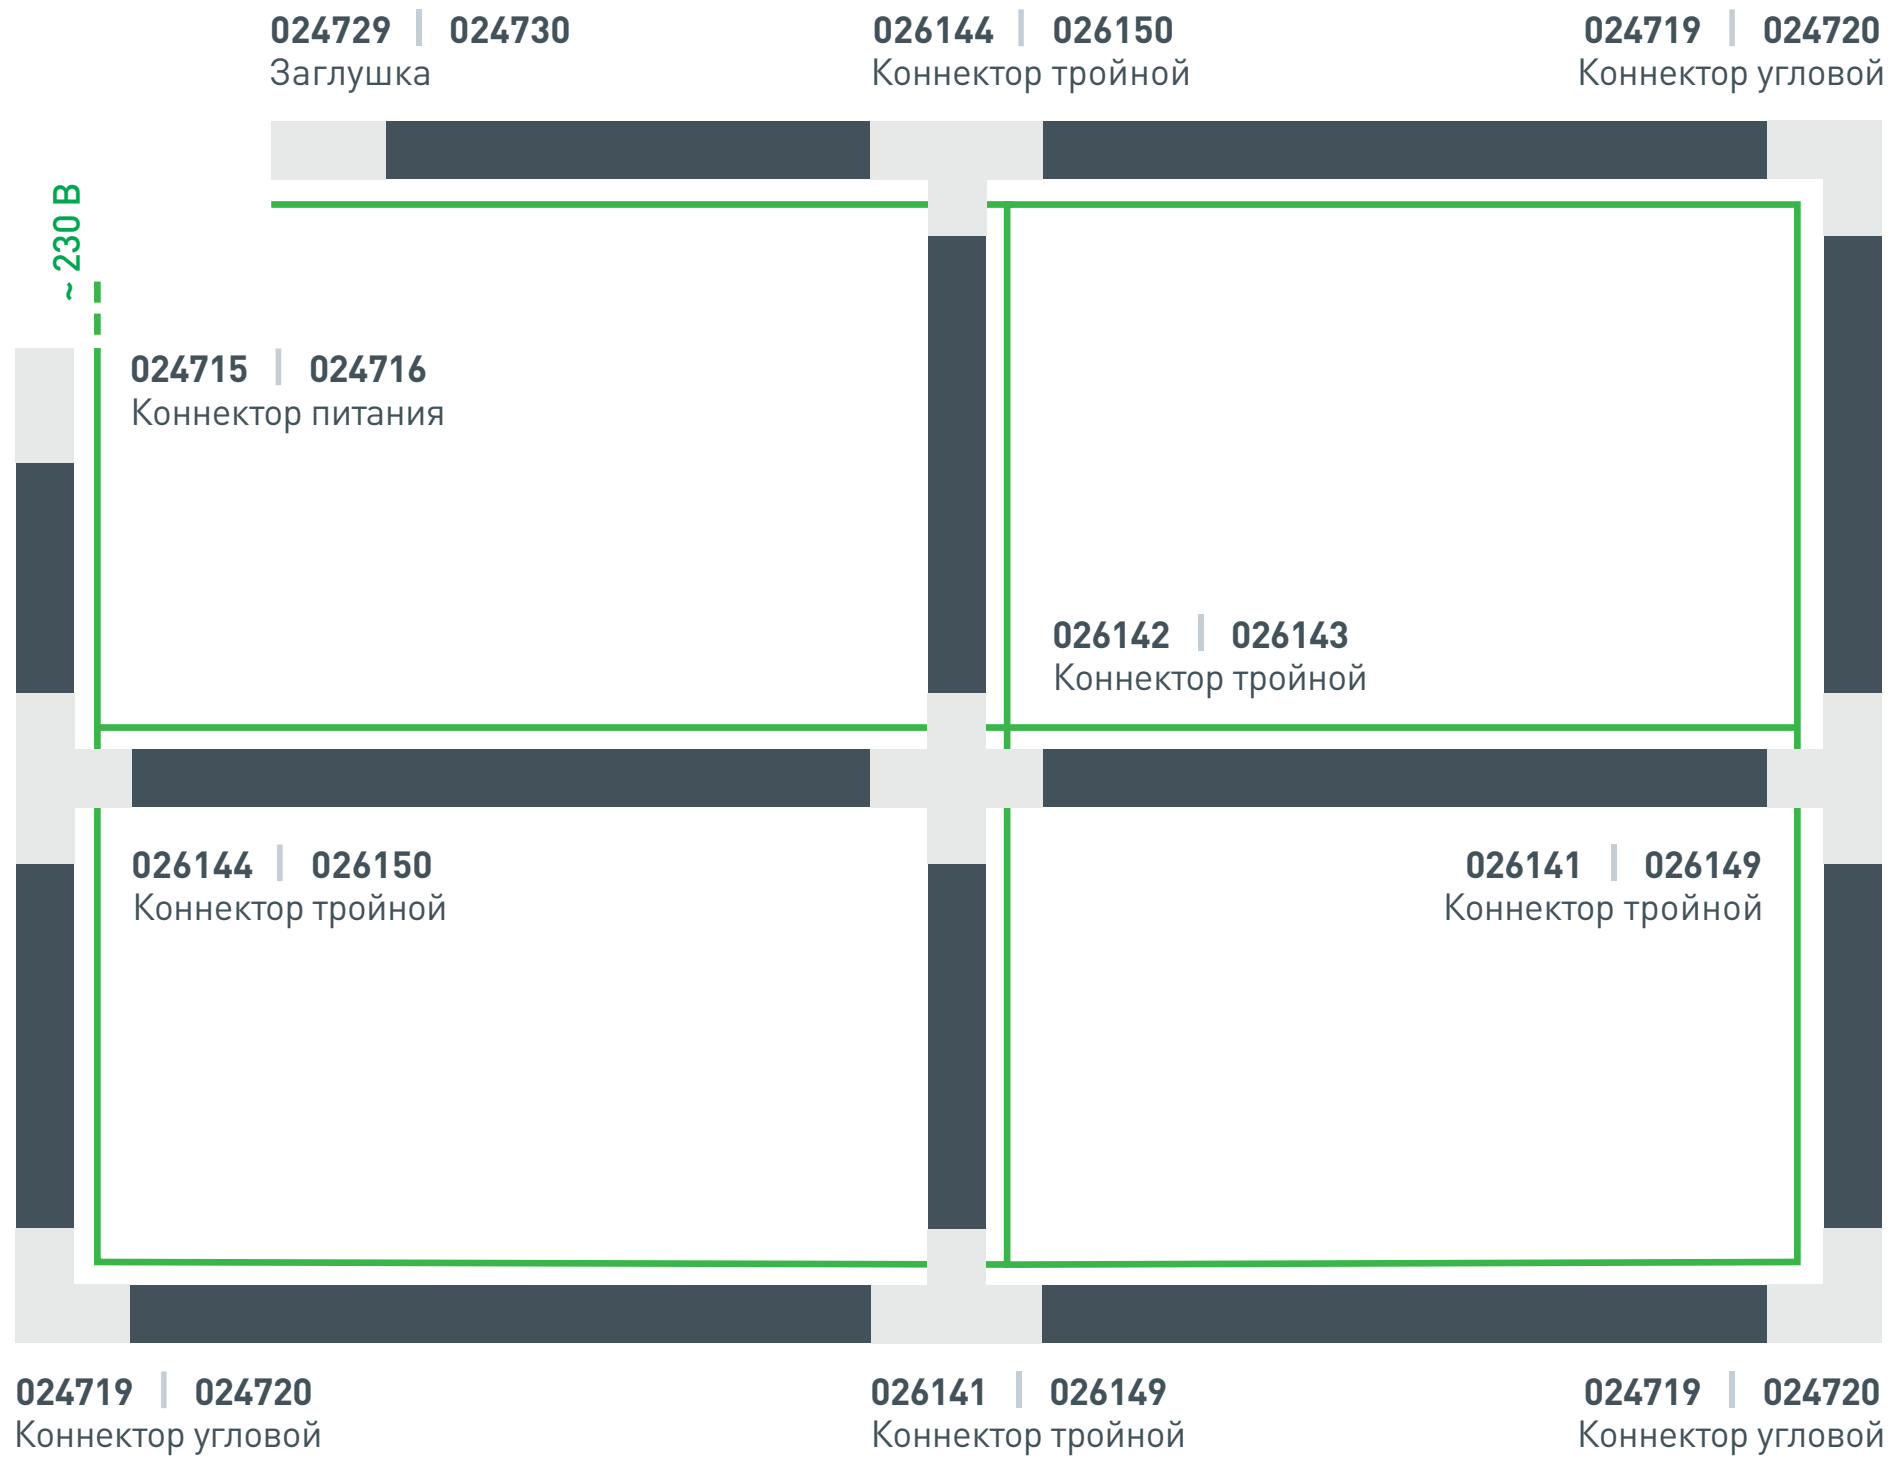 024729 | 024730
Заглушка
026144 | 026150
Коннектор тройной
024719 | 024720
Коннектор угловой
~ 230 В
024715 | 024716
Коннектор питания
026142 | 026143
Коннектор тройной
026144 | 026150
Коннектор тройной
026141 | 026149
Коннектор тройной
024719 | 024720
Коннектор угловой
026141 | 026149
Коннектор тройной
024719 | 024720
Коннектор угловой